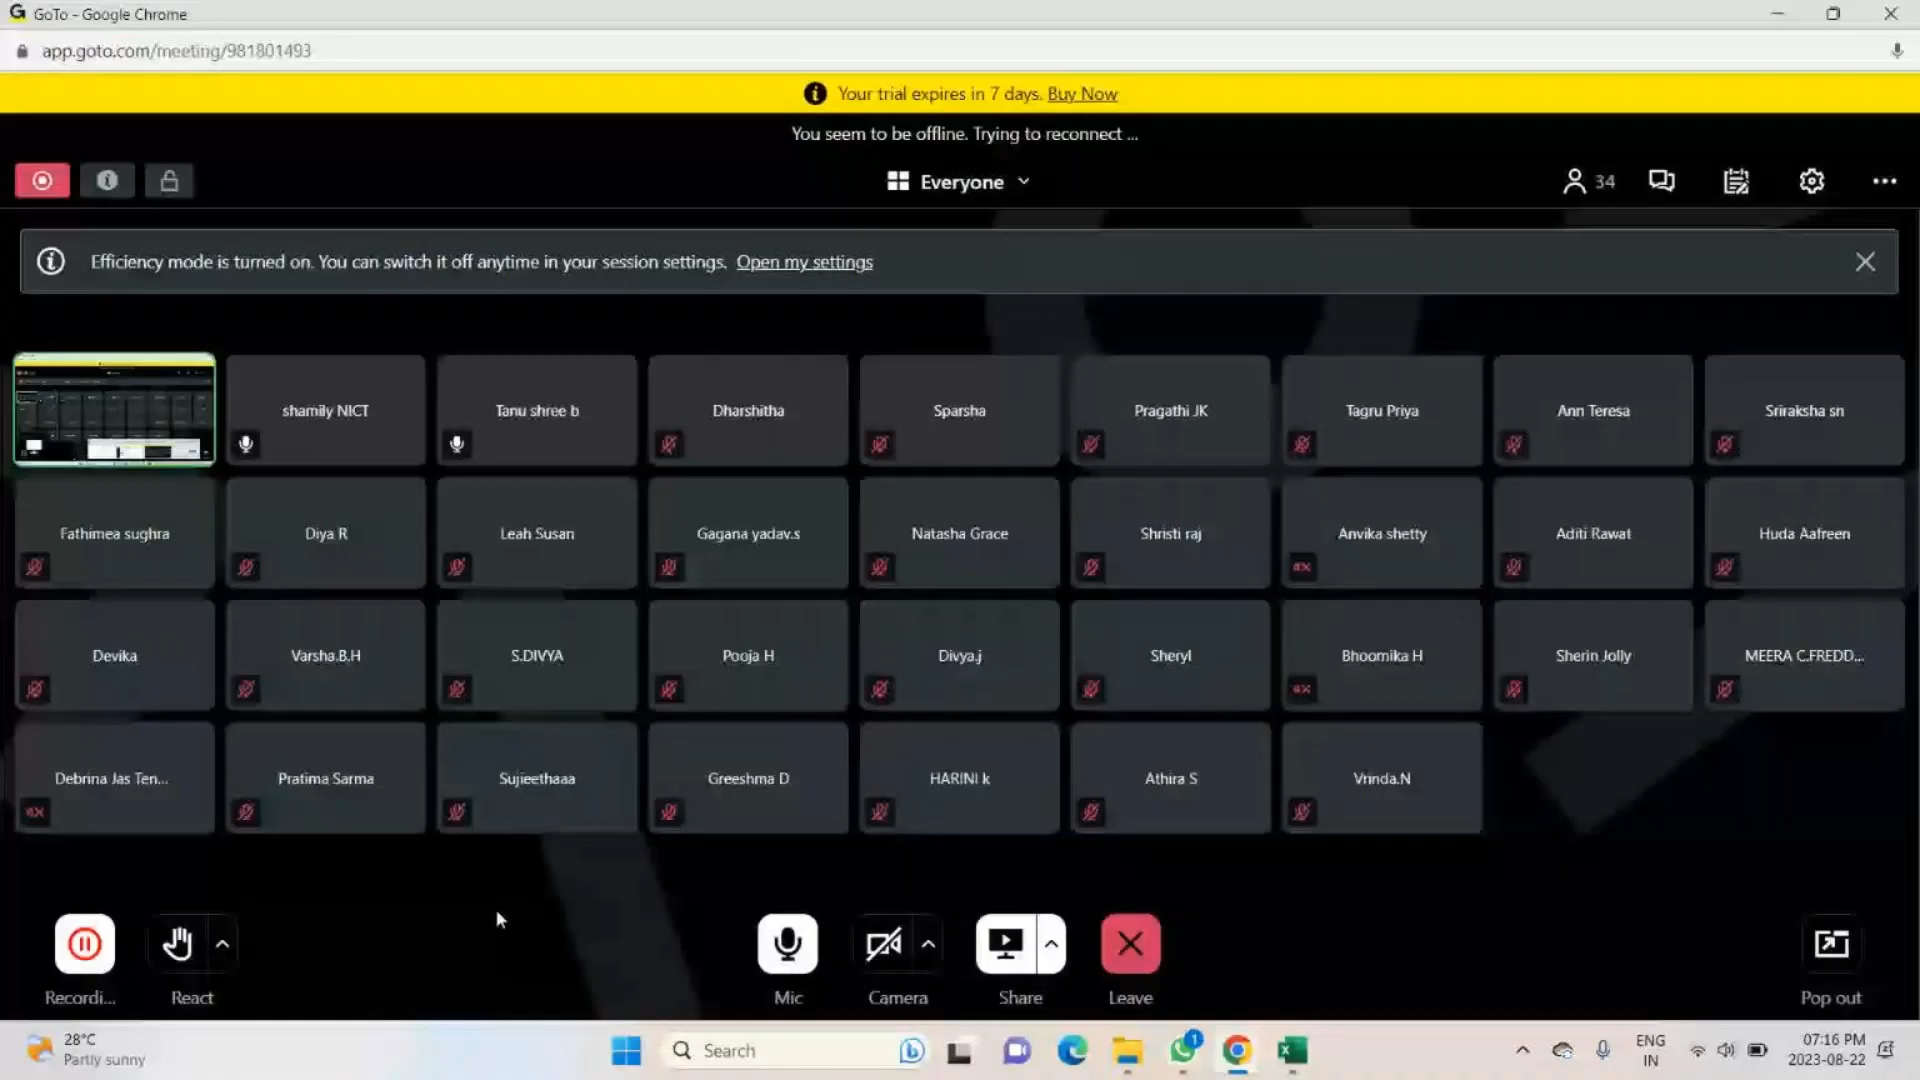 GoTo - Google Chrome
app.goto.com/meeting/981801493
Your trial expires in 7 days. Buy Now
You seem to be offline. Trying to reconnect ...
Everyone
34
Efficiency mode is turned on. You can switch it off anytime in your session settings. Open my settings
shamily NICT
Tanu shree b
Dharshitha
Sparsha
Pragathi JK
Tagru Priya
Ann Teresa
Sriraksha sn
Fathimea sughra
Diya R
Leah Susan
Gagana yadav.s
Natasha Grace
Shristi raj
Anvika shetty
Aditi Rawat
Huda Aafreen
Devika
Varsha.B.H
S.DIVYA
Pooja H
Divya.j
Sheryl
Bhoomika H
Sherin Jolly
MEERA C.FREDD...
Debrina Jas Ten...
Pratima Sarma
Sujieethaaa
Greeshma D
HARINI k
Athira S
Vrinda.N
Recordi...
React
Mic
Camera
Share
Leave
Pop out
28°C
Partly sunny
Search
1
ENG
IN
07:16 PM
2023-08-22